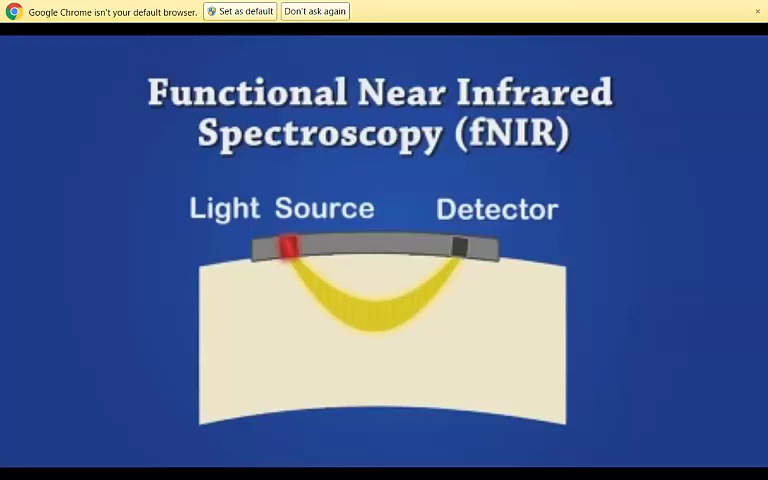 Google Chrome isn't your default browser. Set as default Don't ask again ×
Functional Near Infrared
Spectroscopy (fNIR)
Light Source Detector